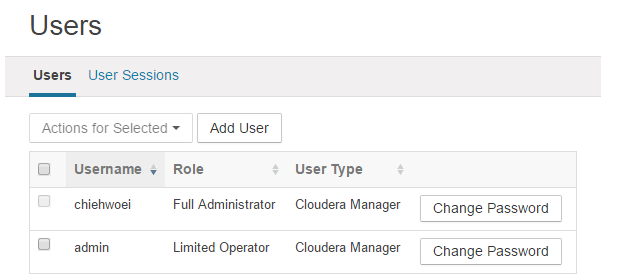 Users
Users User Sessions
Actions for Selected Add User
Username Role User Type
chiehwoei Full Administrator Cloudera Manager Change Password
admin Limited Operator Cloudera Manager Change Password